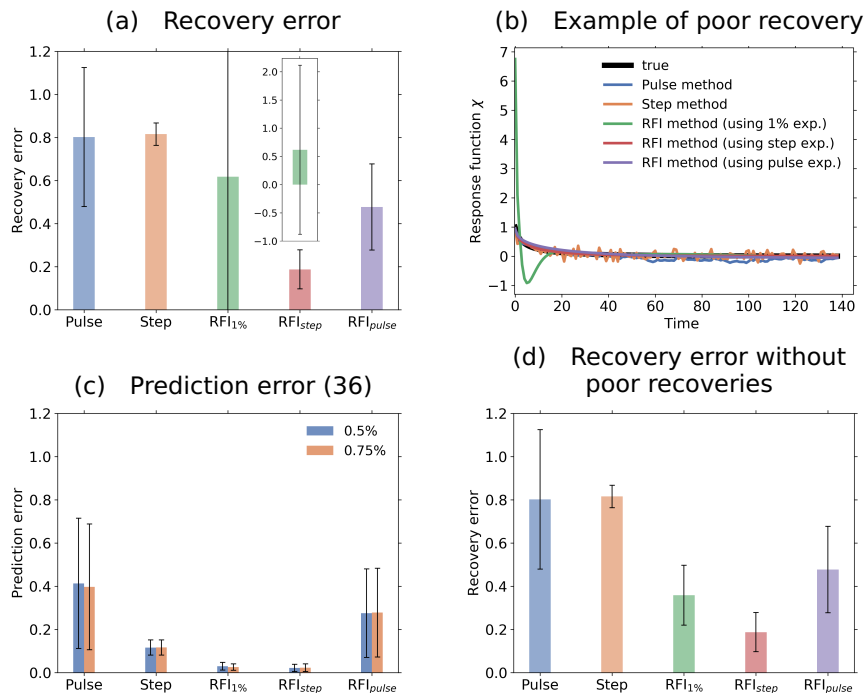 (a) Recovery error
1.2
1.0
0.8
0.6
0.4
0.2
0.0
Recovery error
2.0
1.5
1.0
0.5
0.0
−0.5
−1.0
Pulse Step RFI1% RFIstep RFIpulse
(b) Example of poor recovery
7
6
5
4
3
2
1
0
−1
Response function χ
true
Pulse method
Step method
RFI method (using 1% exp.)
RFI method (using step exp.)
RFI method (using pulse exp.)
0 20 40 60 80 100 120 140
Time
(c) Prediction error (36)
1.2
1.0
0.8
0.6
0.4
0.2
0.0
Prediction error
0.5%
0.75%
Pulse Step RFI1% RFIstep RFIpulse
(d) Recovery error without
poor recoveries
1.2
1.0
0.8
0.6
0.4
0.2
0.0
Recovery error
Pulse Step RFI1% RFIstep RFIpulse